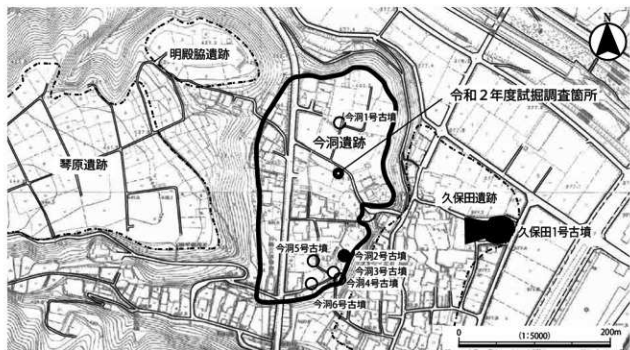 N
明殿脇遺跡
令和2年度試掘調査箇所
今洞1号古墳
今洞遺跡
琴原遺跡
久保田遺跡
久保田1号古墳
今洞5号古墳
今洞2号古墳
今洞3号古墳
今洞4号古墳
今洞6号古墳
0
(1:5000)
200m